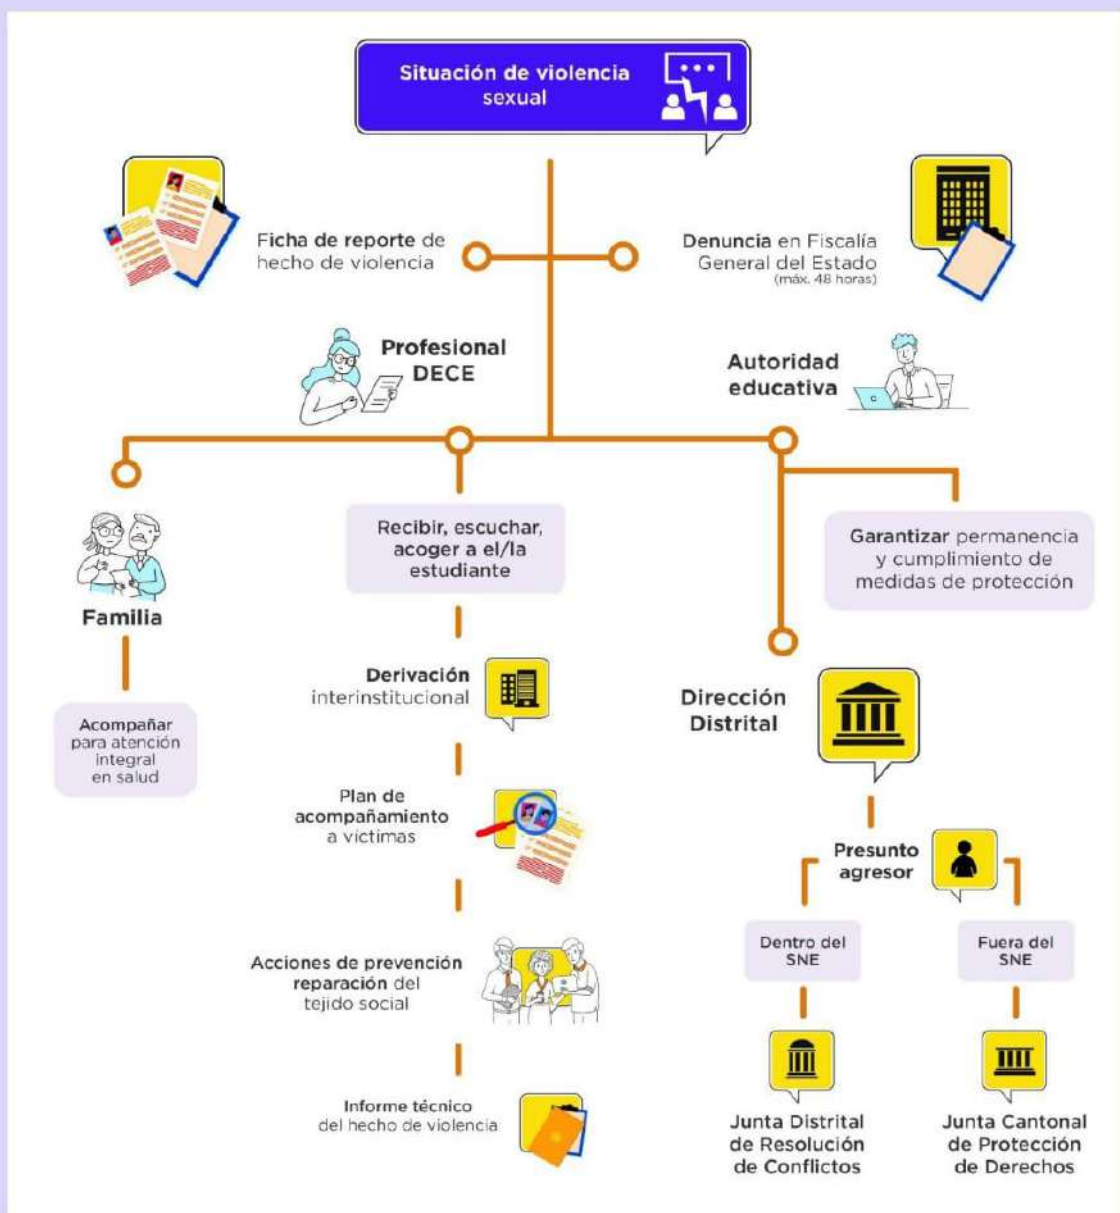 Situación de violencia
sexual
Ficha de reporte de
hecho de violencia
Denuncia en Fiscalía
General del Estado
(máx. 48 horas)
Profesional
DECE
Autoridad
educativa
Familia
Acompañar
para atención
integral
en salud
Recibir, escuchar,
acoger a el/la
estudiante
Derivación
interinstitucional
Plan de
acompañamiento
a víctimas
Acciones de prevención
reparación del
tejido social
Informe técnico
del hecho de violencia
Garantizar permanencia
y cumplimiento de
medidas de protección
Dirección
Distrital
Presunto
agresor
Dentro del
SNE
Fuera del
SNE
Junta Distrital
de Resolución
de Conflictos
Junta Cantonal
de Protección
de Derechos